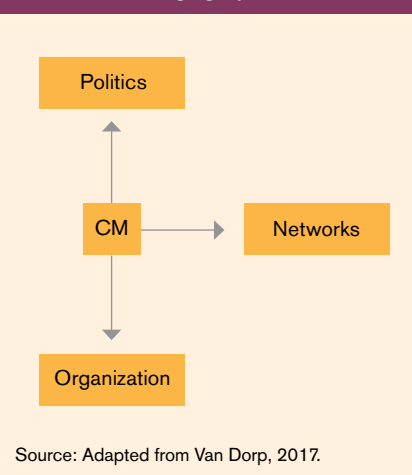 Politics
CM
Networks
Organization
Source: Adapted from Van Dorp, 2017.